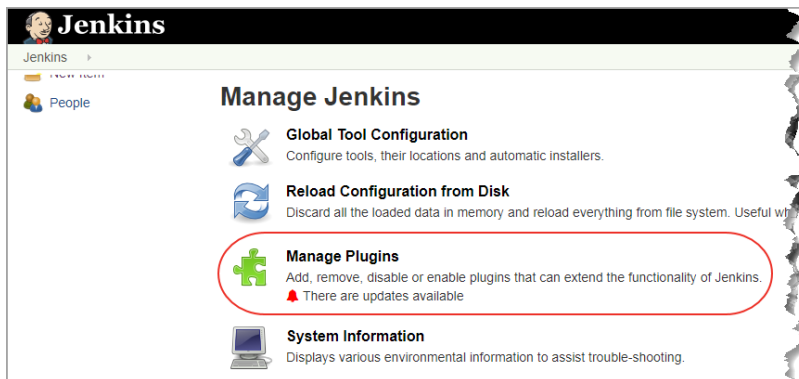 Jenkins
Jenkins
New Item
People
Manage Jenkins
Global Tool Configuration
Configure tools, their locations and automatic installers.
Reload Configuration from Disk
Discard all the loaded data in memory and reload everything from file system. Useful
Manage Plugins
Add, remove, disable or enable plugins that can extend the functionality of Jenkins.
There are updates available
System Information
Displays various environmental information to assist trouble-shooting.